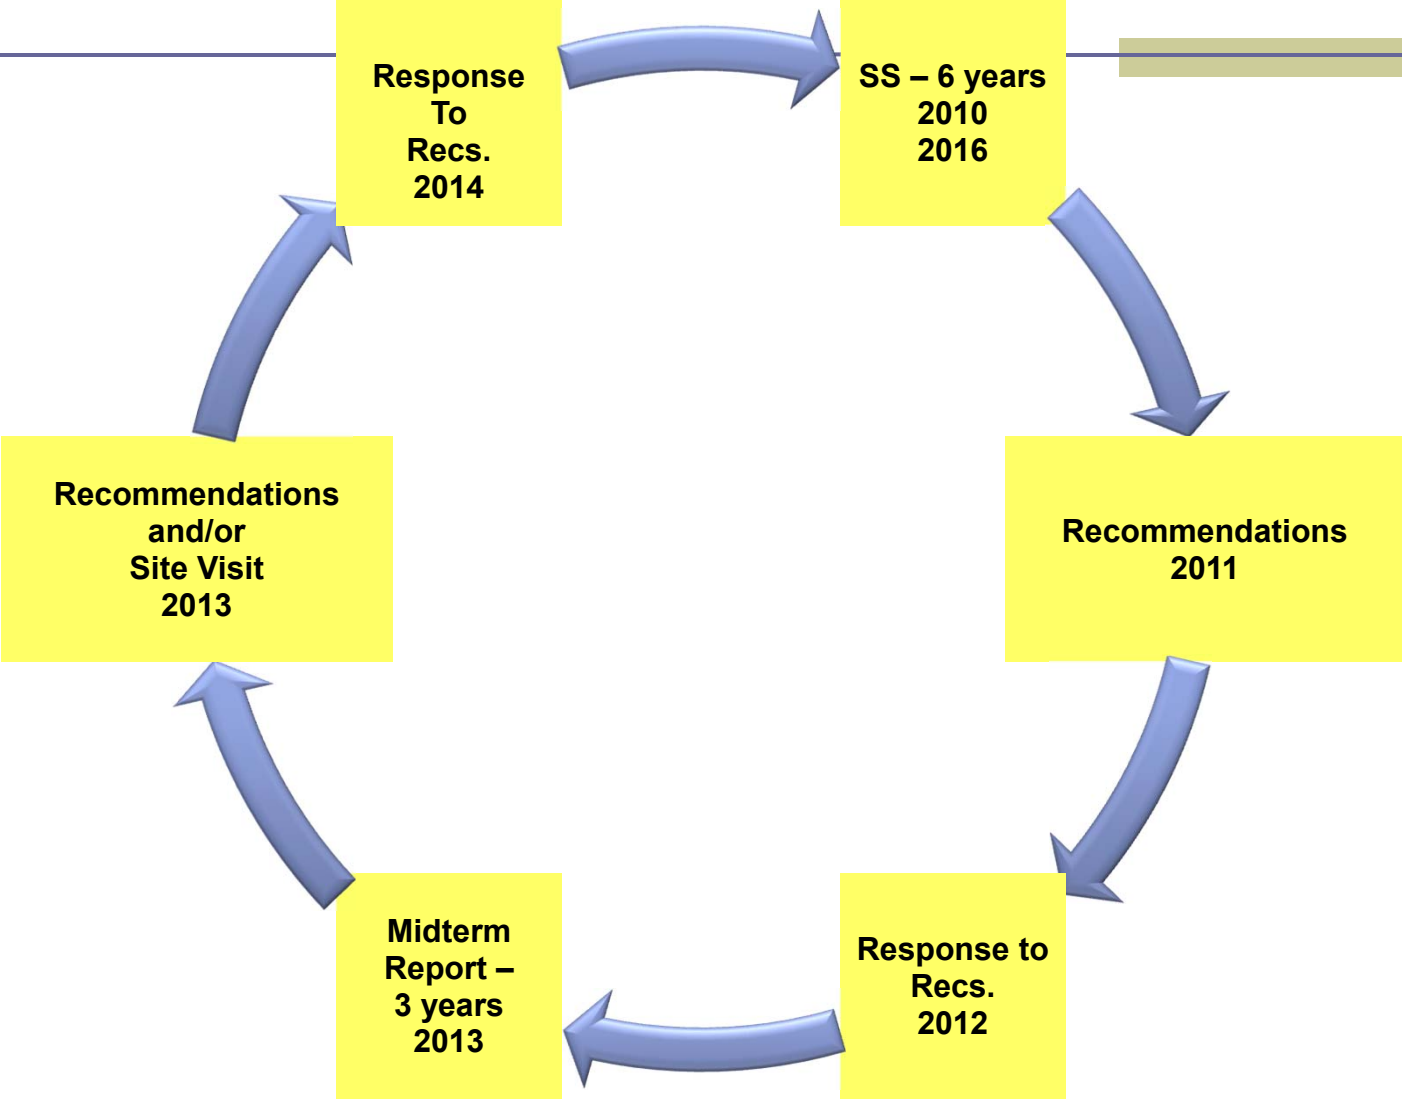 Response
To
Recs.
2014
SS – 6 years
2010
2016
Recommendations
and/or
Site Visit
2013
Recommendations
2011
Midterm
Report –
3 years
2013
Response to
Recs.
2012